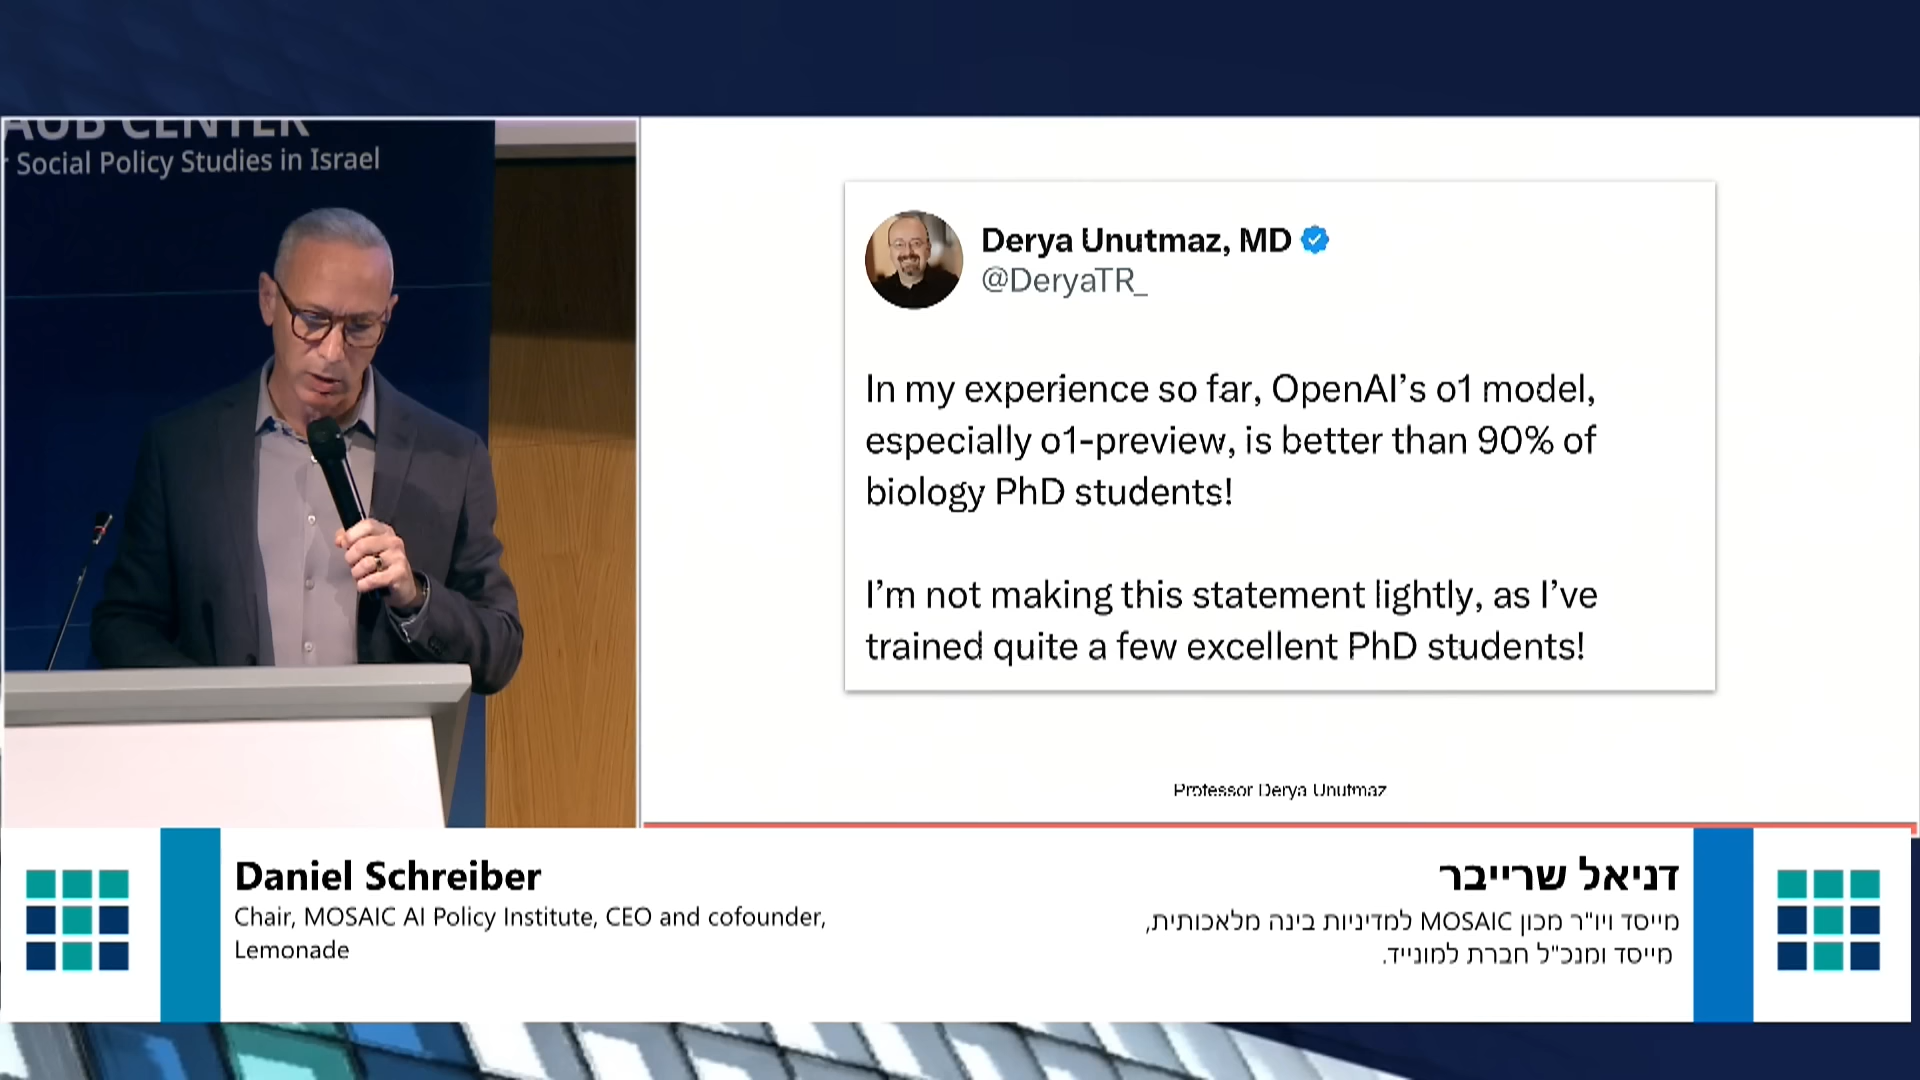 CENTER
Social Policy Studies in Israel
Derya Unutmaz, MD
@DeryaTR_
In my experience so far, OpenAI's o1 model,
especially o1-preview, is better than 90% of
biology PhD students!
I'm not making this statement lightly, as I've
trained quite a few excellent PhD students!
Professor Derya Unutmaz
Daniel Schreiber
Chair, MOSAIC AI Policy Institute, CEO and cofounder,
Lemonade
דניאל שרייבר
מייסד ויו"ר מכון MOSAIC למדיניות בינה מלאכותית,
מייסד ומנכ"ל חברת למונייד.